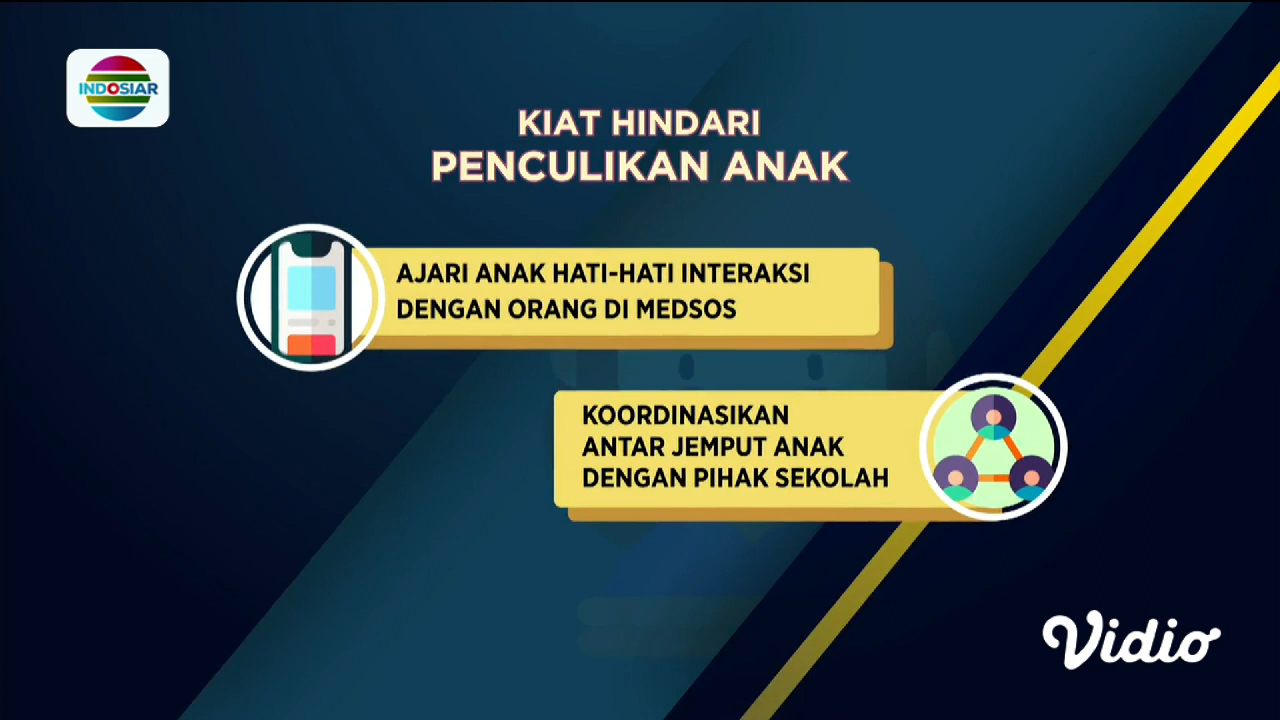 INDOSIAR
KIAT HINDARI
PENCULIKAN ANAK
AJARI ANAK HATI-HATI INTERAKSI
DENGAN ORANG DI MEDSOS
KOORDINASIKAN
ANTAR JEMPUT ANAK
DENGAN PIHAK SEKOLAH
Vidio